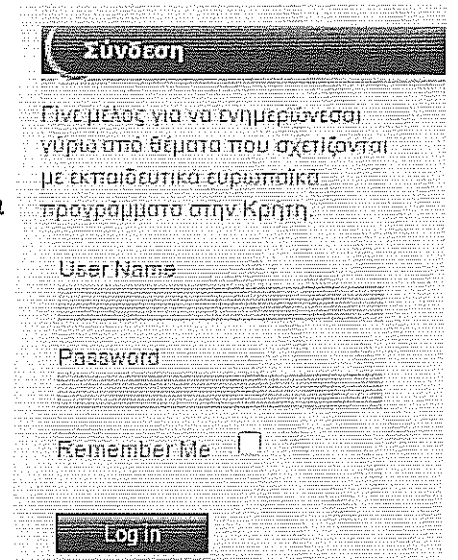 Σύνδεση
Γίνε μέλος για να ενημερώνεσαι
γύρω από θέματα που σχετίζονται
με εκπαιδευτικά ευρωπαϊκά
προγράμματα στην Κρήτη.
User Name
Password
Remember Me
Log in